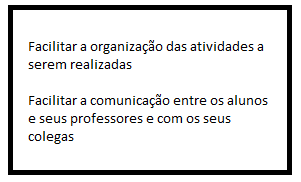 Facilitar a organização das atividades a
serem realizadas
Facilitar a comunicação entre os alunos
e seus professores e com os seus
colegas